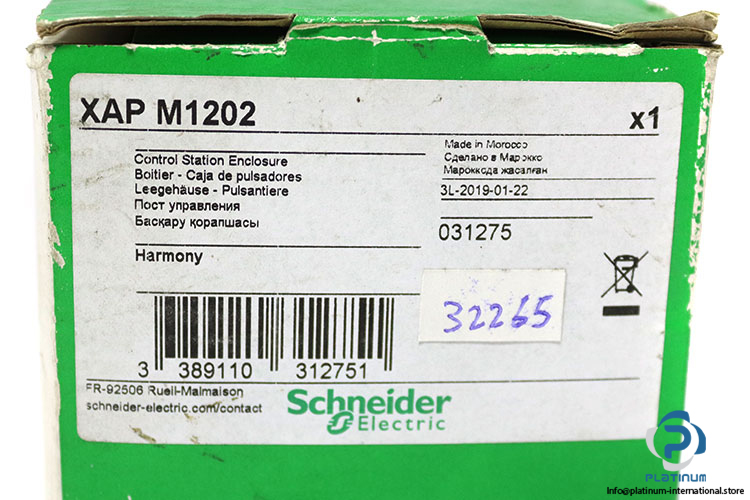 XAP M1202
x1
Control Station Enclosure
Boitier - Caja de pulsadores
Leegehäuse - Pulsantiere
Пост управления
Басқару қорапшасы
Harmony
Made in Morocco
Сделано в Марокко
Мароккода жасалған
3L-2019-01-22
031275
32265
3 389110 312751
FR-92506 Rueil-Malmaison
schneider-electric.com/contact
Schneider
Electric
PLATINUM
Info@platinum-international.store